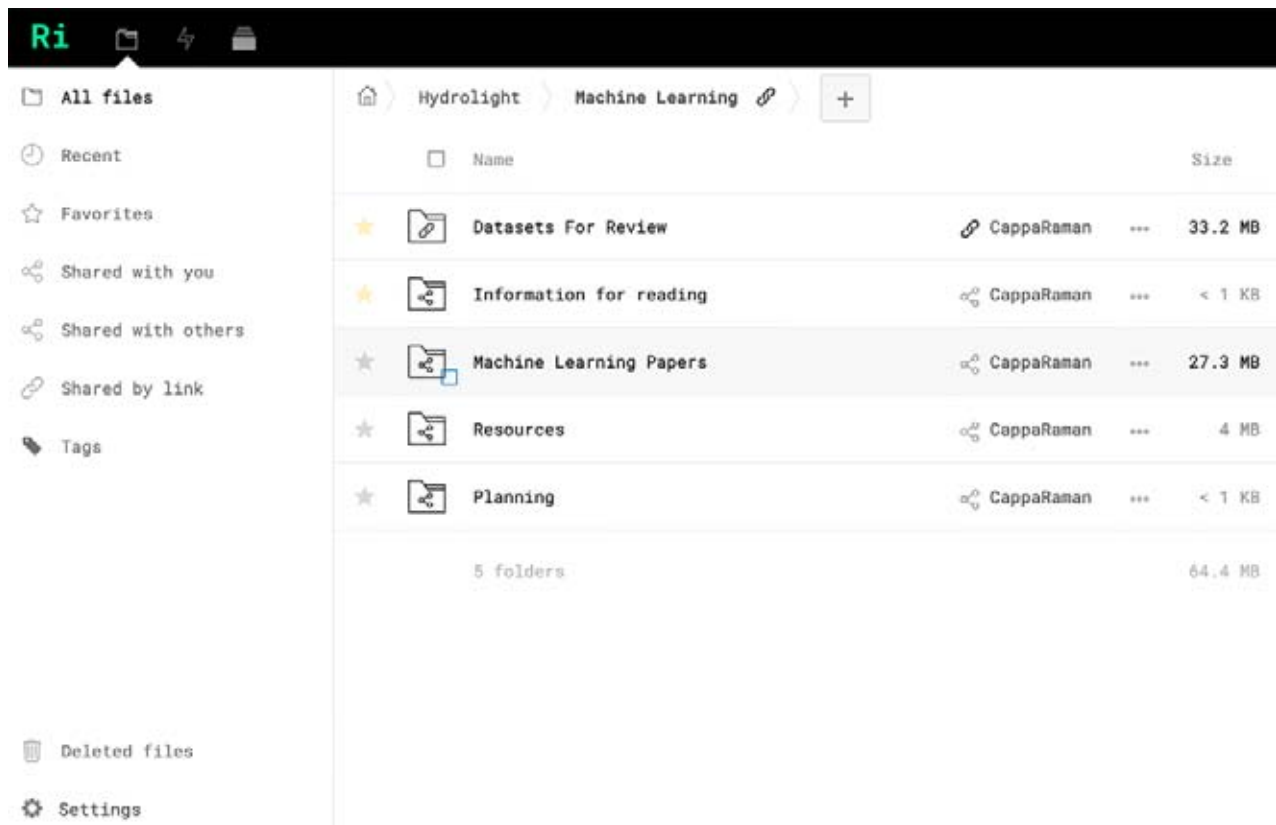 Ri
All files
Recent
Favorites
Shared with you
Shared with others
Shared by link
Tags
Deleted files
Settings
Hydrolight Machine Learning +
Name Size
Datasets For Review CappaRaman ••• 33.2 MB
Information for reading CappaRaman ••• < 1 KB
Machine Learning Papers CappaRaman ••• 27.3 MB
Resources CappaRaman ••• 4 MB
Planning CappaRaman ••• < 1 KB
5 folders 64.4 MB